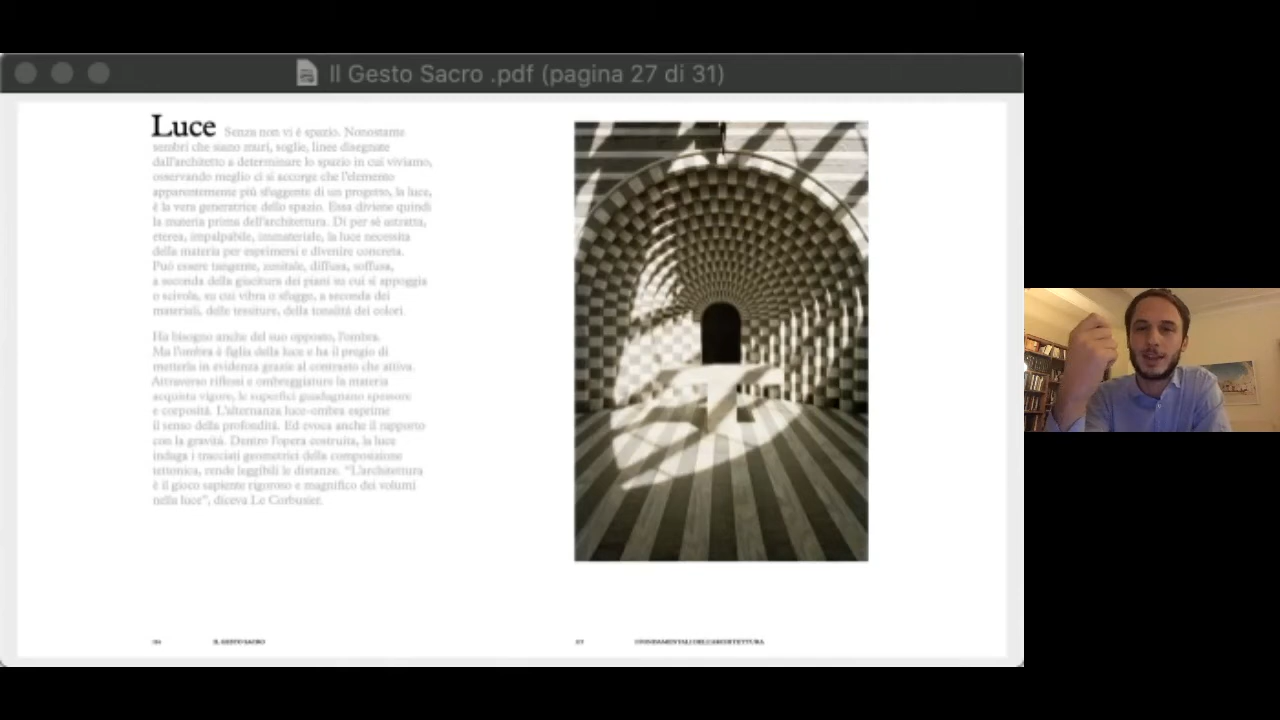 Il Gesto Sacro .pdf (pagina 27 di 31)
Luce Senza non vi è spazio. Nonostante
sembri che siano muri, soglie, linee disegnate
dall'architetto a determinare lo spazio in cui viviamo,
osservando meglio ci si accorge che l'elemento
apparentemente più sfuggente di un progetto, la luce,
è la vera generatrice dello spazio. Essa diviene quindi
la materia prima dell'architettura. Di per sè astratta,
eterea, impalpabile, immateriale, la luce necessita
della materia per esprimersi e divenire concreta.
Può essere tangente, zenitale, diffusa, soffusa,
a seconda della giacitura dei piani su cui si appoggia
o scivola, su cui vibra o sfugge, a seconda dei
materiali, delle tessiture, della tonalità dei colori.
Ha bisogno anche del suo opposto, l'ombra.
Ma l'ombra è figlia della luce e ha il pregio di
metterla in evidenza grazie al contrasto che attiva.
Attraverso riflessi e ombreggiature la materia
acquista vigore, le superfici guadagnano spessore
e corposità. L'alternanza luce-ombra esprime
il senso della profondità. Ed evoca anche il rapporto
con la gravità. Dentro l'opera costruita, la luce
indaga i tracciati geometrici della composizione
tettonica, rende leggibili le distanze. "L'architettura
è il gioco sapiente rigoroso e magnifico dei volumi
nella luce", diceva Le Corbusier.
IL GESTO SACRO
I FONDAMENTALI DELL'ARCHITETTURA